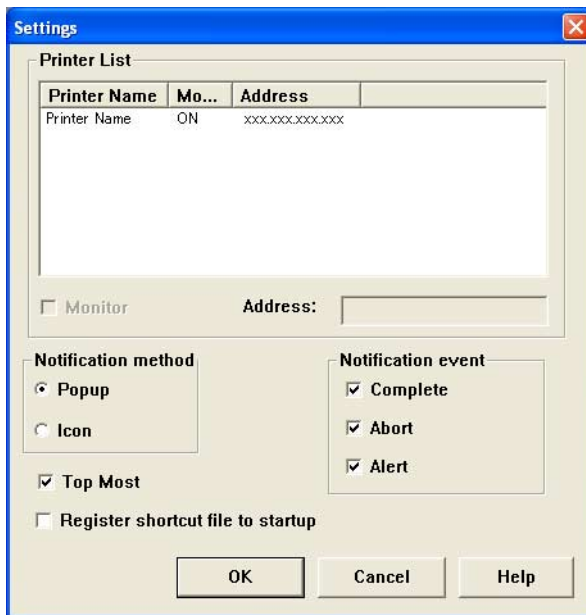 Settings
Printer List
Printer Name Mo... Address
Printer Name ON xxx.xxx.xxx.xxx
Monitor Address:
Notification method
Popup
Icon
Notification event
Complete
Abort
Alert
Top Most
Register shortcut file to startup
OK Cancel Help